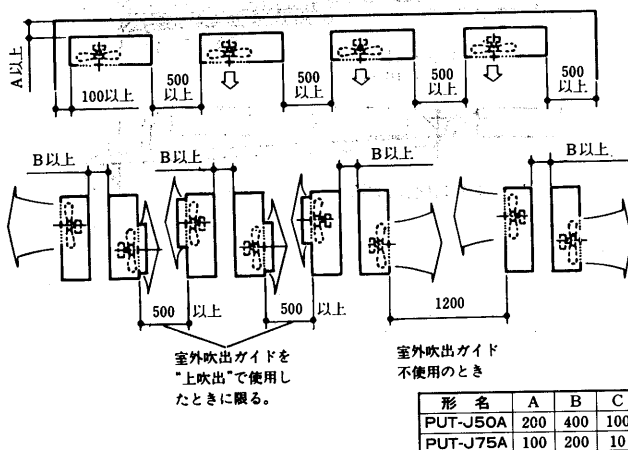 A以上
100以上
500
以上
500
以上
500
以上
500
以上
B以上
B以上
B以上
B以上
500 以上
500 以上
1200
室外吹出ガイドを
"上吹出"で使用し
たときに限る。
室外吹出ガイド
不使用のとき
形 名 A B C
PUT-J50A 200 400 100
PUT-J75A 100 200 10